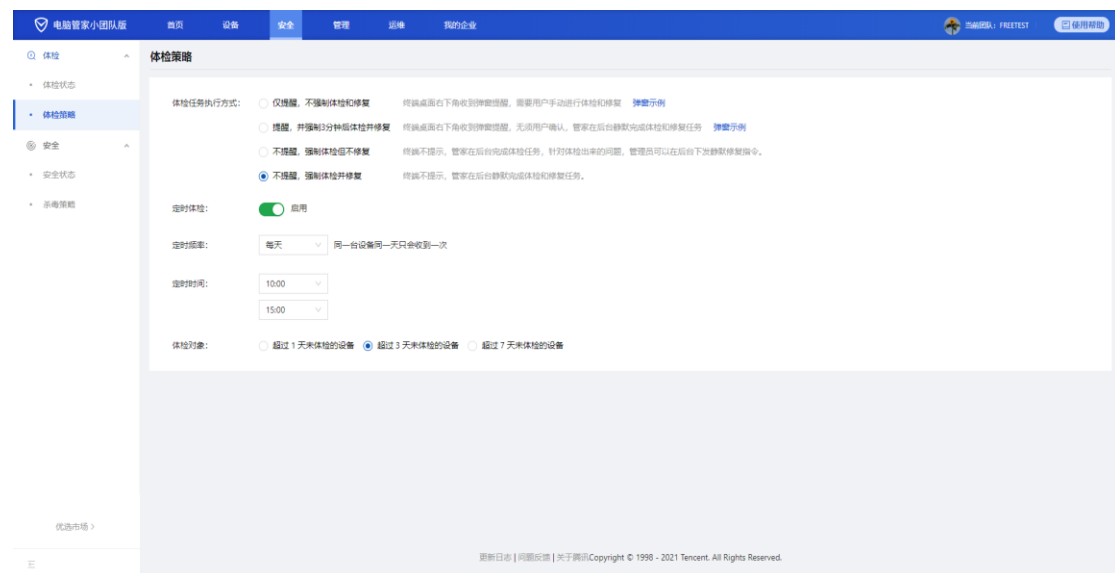 电脑管家小团队版 首页 设备 安全 管理 运维 我的企业 当前团队：FREETEST 使用帮助
体检
体检状态
体检策略
安全
安全状态
杀毒策略
优选市场 >
体检策略
体检任务执行方式： 仅提醒，不强制体检和修复 终端桌面右下角收到弹窗提醒，需要用户手动进行体检和修复 弹窗示例
提醒，并强制3分钟后体检并修复 终端桌面右下角收到弹窗提醒，无须用户确认，管家在后台静默完成体检和修复任务 弹窗示例
不提醒，强制体检但不修复 终端不提示，管家在后台完成体检任务，针对体检出来的问题，管理员可以在后台下发静默修复指令。
不提醒，强制体检并修复 终端不提示，管家在后台静默完成体检和修复任务。
定时体检： 启用
定时频率： 每天 同一台设备同一天只会收到一次
定时时间： 10:00
15:00
体检对象： 超过 1 天未体检的设备 超过 3 天未体检的设备 超过 7 天未体检的设备
更新日志 | 问题反馈 | 关于腾讯Copyright © 1998 - 2021 Tencent. All Rights Reserved.